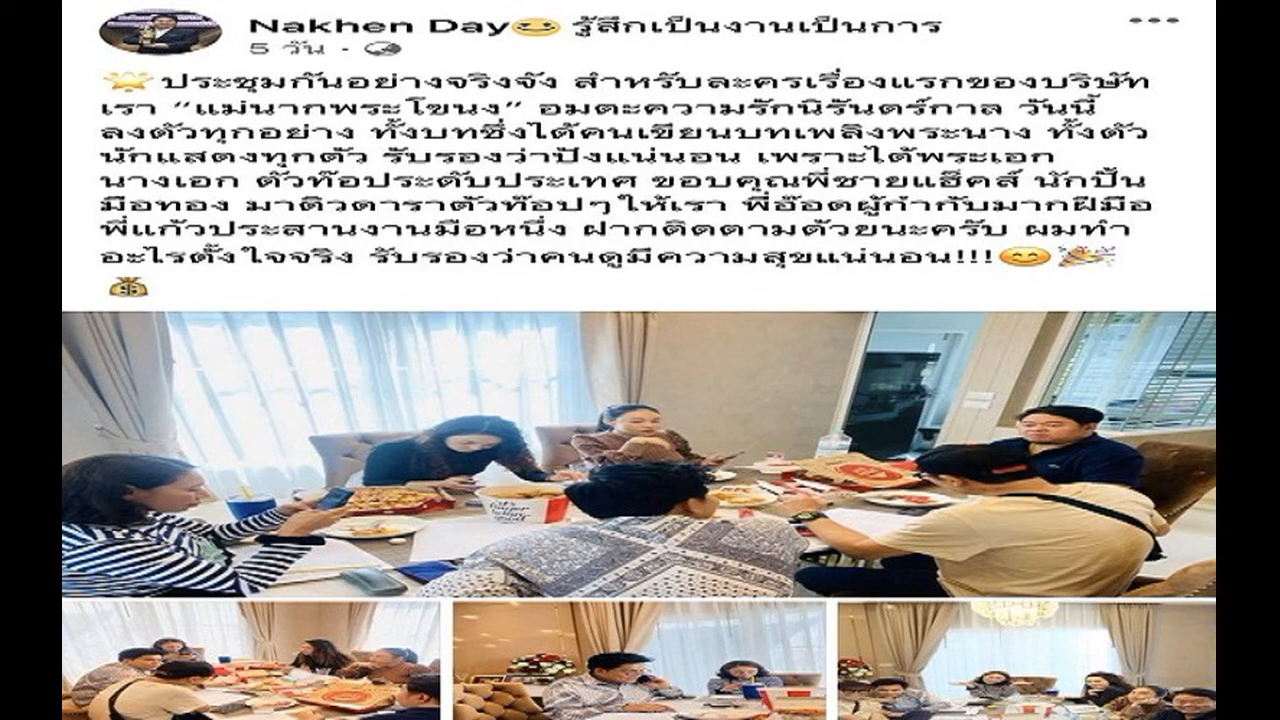 Nakhen Day😆 รู้สึกเป็นงานเป็นการ
5 วัน ·
🌟 ประชุมกันอย่างจริงจัง สำหรับละครเรื่องแรกของบริษัท
เรา “แม่นากพระโขนง” อมตะความรักนิรันดร์กาล วันนี้
ลงตัวทุกอย่าง ทั้งบทซึ่งได้คนเขียนบทเพลิงพระนาง ทั้งตัว
นักแสดงทุกตัว รับรองว่าปังแน่นอน เพราะได้พระเอก
นางเอก ตัวท๊อประดับประเทศ ขอบคุณพี่ชายแฮ็คส์ นักปั้น
มือทอง มาติวดาราตัวท๊อปๆให้เรา พี่อ๊อดผู้กำกับมากฝีมือ
พี่แก้วประสานงานมือหนึ่ง ฝากติดตามด้วยนะครับ ผมทำ
อะไรตั้งใจจริง รับรองว่าคนดูมีความสุขแน่นอน!!!😊🎉
💰